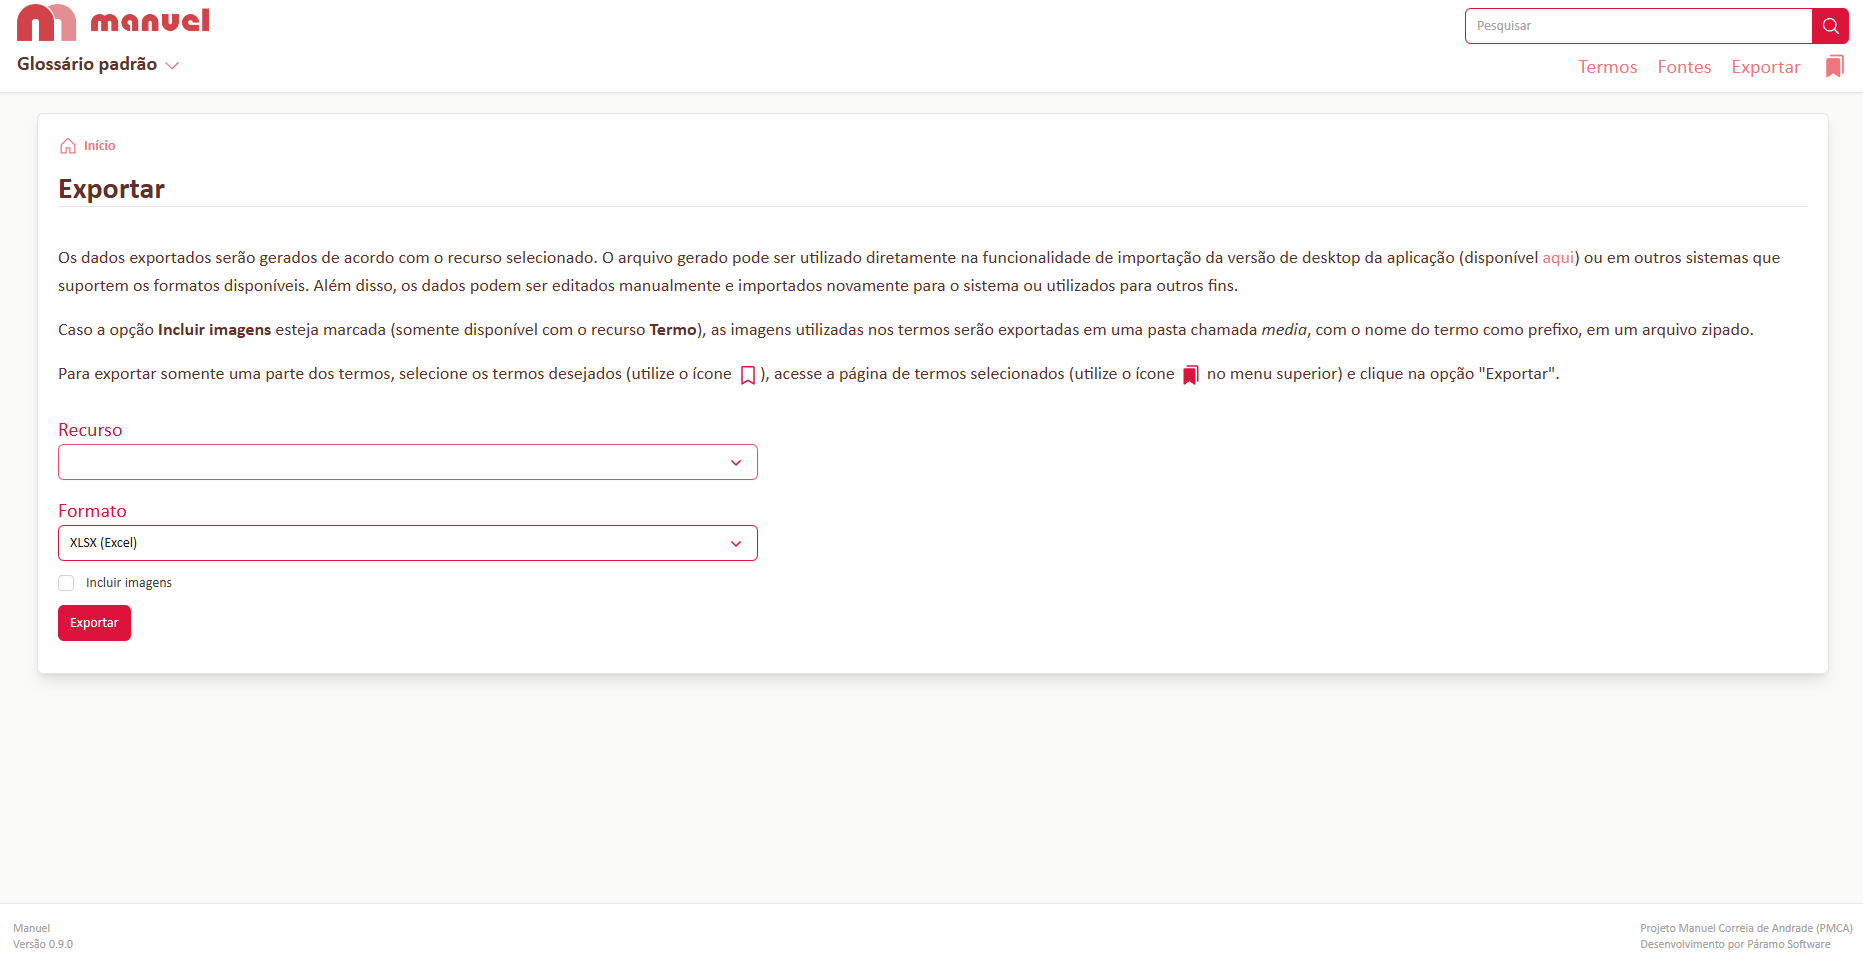 manuel
Pesquisar
Glossário padrão
Termos Fontes Exportar
Início
Exportar
Os dados exportados serão gerados de acordo com o recurso selecionado. O arquivo gerado pode ser utilizado diretamente na funcionalidade de importação da versão de desktop da aplicação (disponível aqui) ou em outros sistemas que
suportem os formatos disponíveis. Além disso, os dados podem ser editados manualmente e importados novamente para o sistema ou utilizados para outros fins.
Caso a opção Incluir imagens esteja marcada (somente disponível com o recurso Termo), as imagens utilizadas nos termos serão exportadas em uma pasta chamada media, com o nome do termo como prefixo, em um arquivo zipado.
Para exportar somente uma parte dos termos, selecione os termos desejados (utilize o ícone ), acesse a página de termos selecionados (utilize o ícone no menu superior) e clique na opção "Exportar".
Recurso
Formato
XLSX (Excel)
Incluir imagens
Exportar
Manuel
Versão 0.9.0
Projeto Manuel Correia de Andrade (PMCA)
Desenvolvimento por Páramo Software